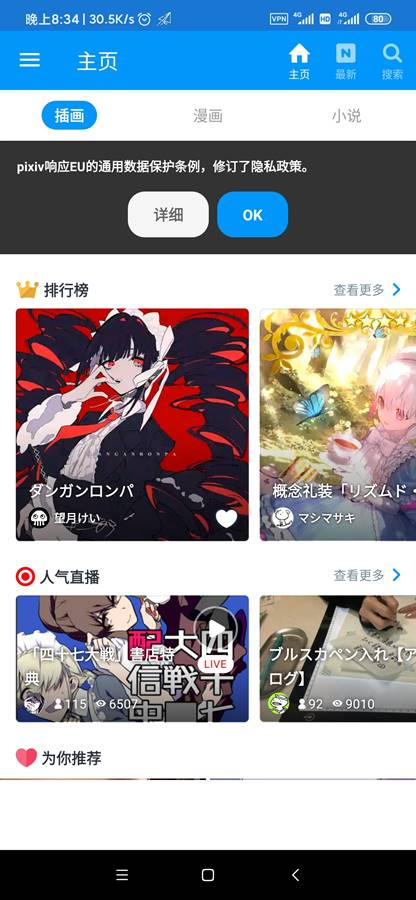 晚上8:34 | 30.5K/s
VPN 4G HD 4G 80
主页
主页
最新
搜索
插画
漫画
小说
pixiv响应EU的通用数据保护条例，修订了隐私政策。
详细
OK
排行榜
查看更多
ANGANRONPA
ダンガンロンパ
望月けい
概念礼装「リズムド・
マシマサキ
人气直播
查看更多
「四十七大戦」書店特
典
LIVE
115 6507
ブルスカペン入れ【ア
ログ】
92 9010
为你推荐